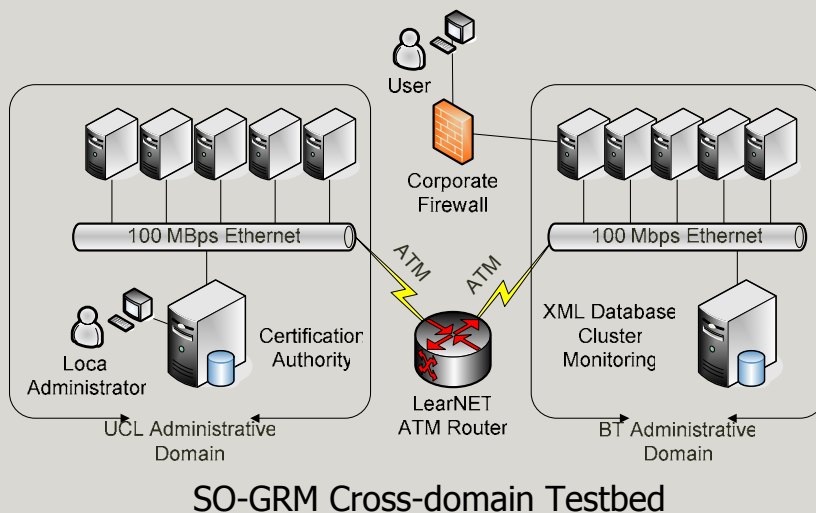 User
Corporate
Firewall
100 MBps Ethernet
100 Mbps Ethernet
ATM
ATM
Loca
Administrator
Certification
Authority
XML Database
Cluster
Monitoring
LearNET
ATM Router
UCL Administrative
Domain
BT Administrative
Domain
SO-GRM Cross-domain Testbed